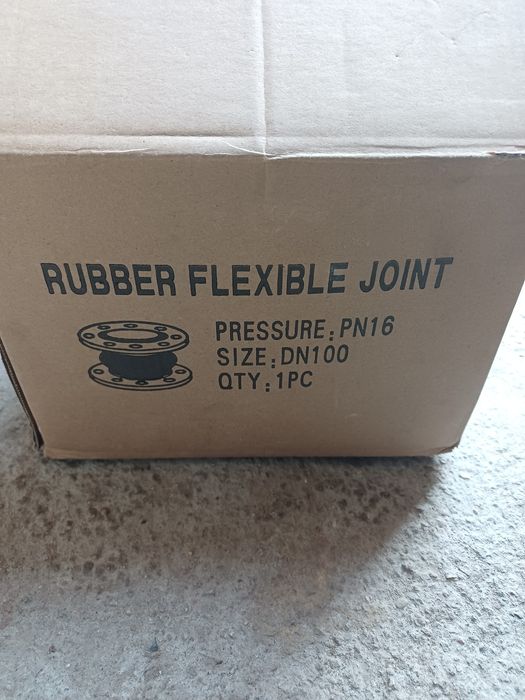 RUBBER FLEXIBLE JOINT
PRESSURE:PN16
SIZE:DN100
QTY:1PC